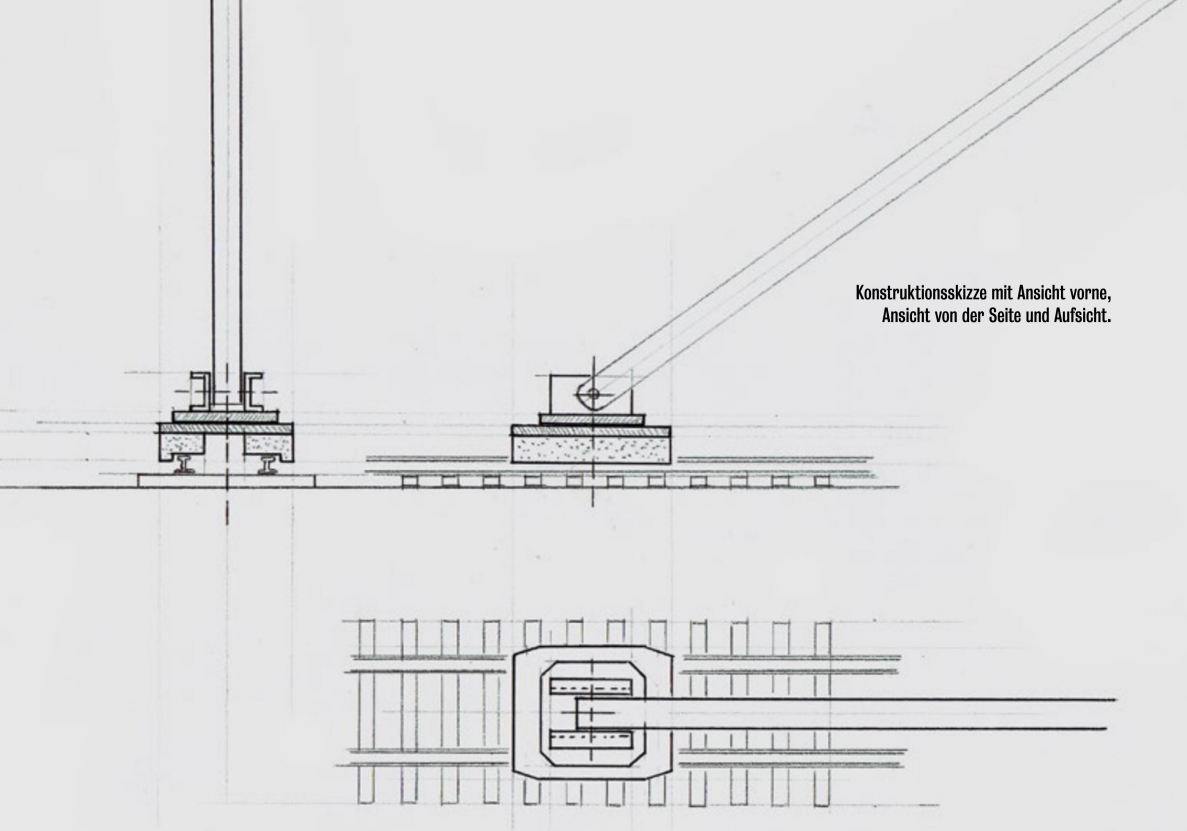 Konstruktionsskizze mit Ansicht vorne,
Ansicht von der Seite und Aufsicht.